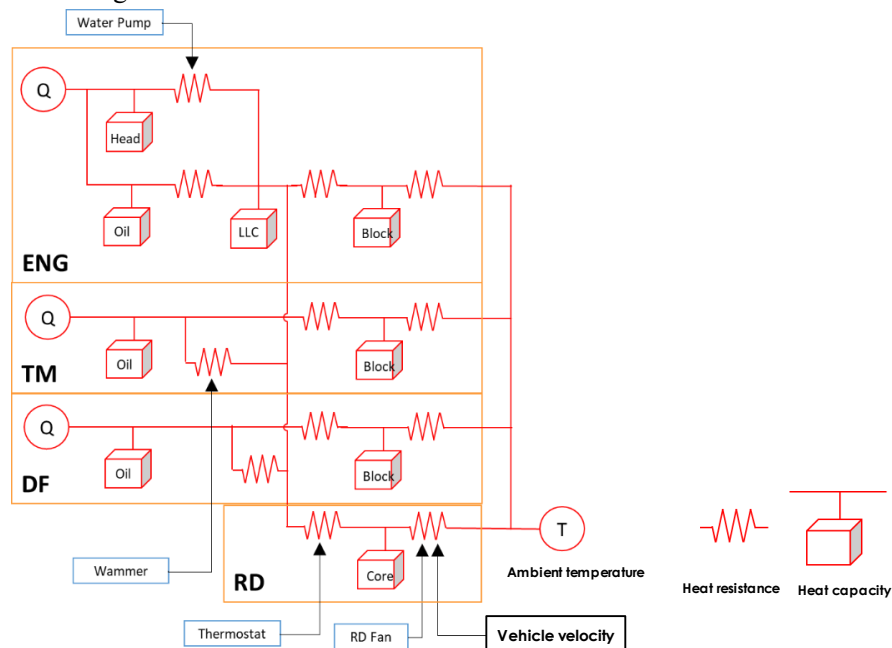 Water Pump
Q
Head
Oil
LLC
Block
ENG
Q
Oil
Block
TM
Q
Oil
Block
DF
Wammer
RD
Core
T
Ambient temperature
Heat resistance
Heat capacity
Thermostat
RD Fan
Vehicle velocity